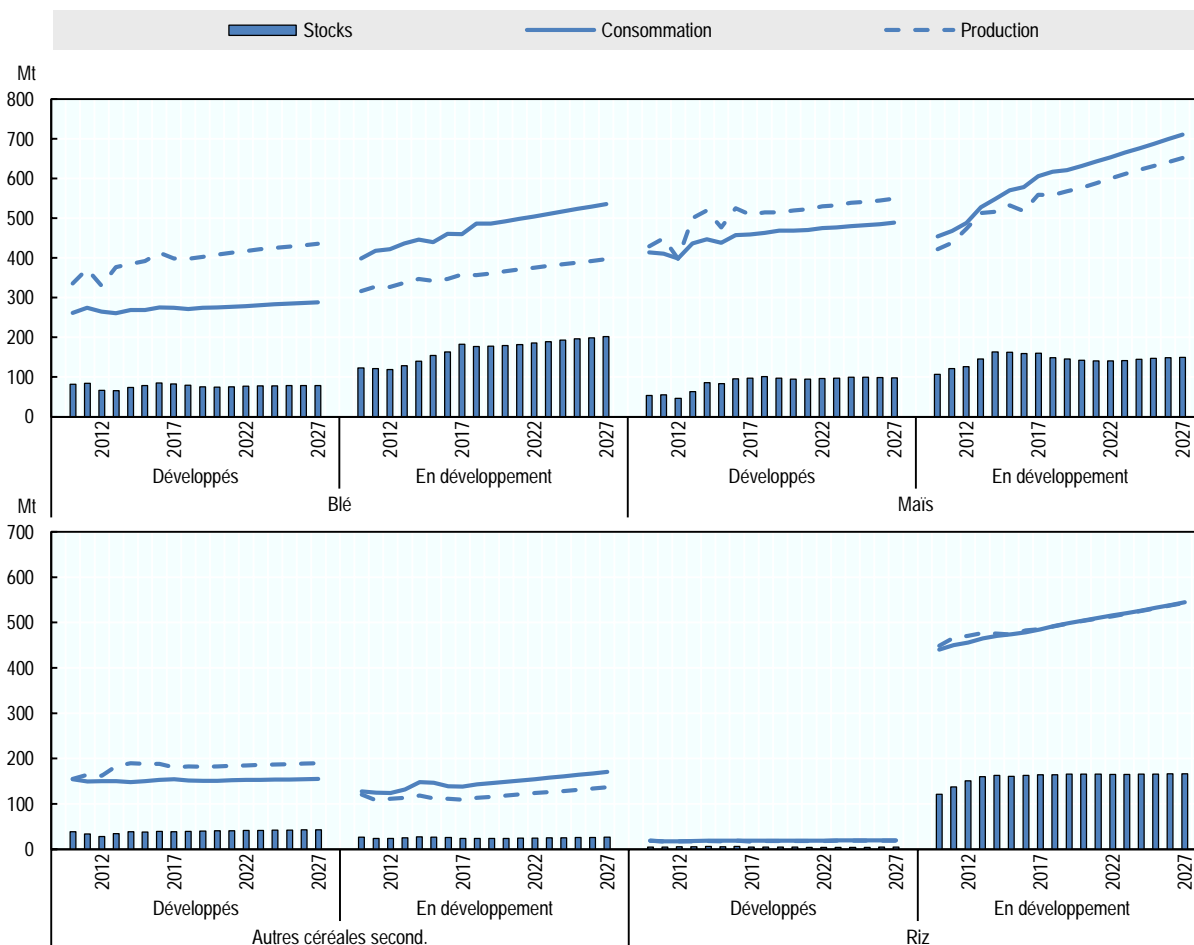 Stocks Consommation Production
Mt
800
700
600
500
400
300
200
100
0
2012 2017 2022 2027 2012 2017 2022 2027 2012 2017 2022 2027 2012 2017 2022 2027
Développés En développement Développés En développement
Blé Maïs
Mt
700
600
500
400
300
200
100
0
2012 2017 2022 2027 2012 2017 2022 2027 2012 2017 2022 2027 2012 2017 2022 2027
Développés En développement Développés En développement
Autres céréales second. Riz